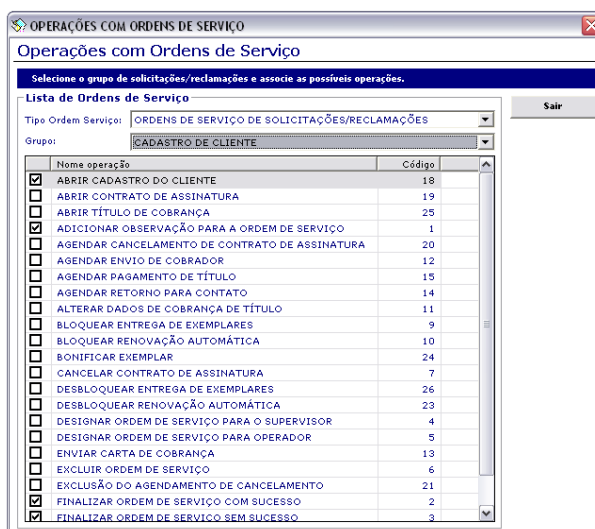 OPERAÇÕES COM ORDENS DE SERVIÇO
Operações com Ordens de Serviço
Selecione o grupo de solicitações/reclamações e associe as possíveis operações.
Lista de Ordens de Serviço
Sair
Tipo Ordem Serviço: ORDENS DE SERVIÇO DE SOLICITAÇÕES/RECLAMAÇÕES
Grupo: CADASTRO DE CLIENTE
Nome operação Código
ABRIR CADASTRO DO CLIENTE 18
ABRIR CONTRATO DE ASSINATURA 19
ABRIR TÍTULO DE COBRANÇA 25
ADICIONAR OBSERVAÇÃO PARA A ORDEM DE SERVIÇO 1
AGENDAR CANCELAMENTO DE CONTRATO DE ASSINATURA 20
AGENDAR ENVIO DE COBRADOR 12
AGENDAR PAGAMENTO DE TÍTULO 15
AGENDAR RETORNO PARA CONTATO 14
ALTERAR DADOS DE COBRANÇA DE TÍTULO 11
BLOQUEAR ENTREGA DE EXEMPLARES 9
BLOQUEAR RENOVAÇÃO AUTOMÁTICA 10
BONIFICAR EXEMPLAR 24
CANCELAR CONTRATO DE ASSINATURA 7
DESBLOQUEAR ENTREGA DE EXEMPLARES 26
DESBLOQUEAR RENOVAÇÃO AUTOMÁTICA 23
DESIGNAR ORDEM DE SERVIÇO PARA O SUPERVISOR 4
DESIGNAR ORDEM DE SERVIÇO PARA OPERADOR 5
ENVIAR CARTA DE COBRANÇA 13
EXCLUIR ORDEM DE SERVIÇO 6
EXCLUSÃO DO AGENDAMENTO DE CANCELAMENTO 21
FINALIZAR ORDEM DE SERVIÇO COM SUCESSO 2
FINALIZAR ORDEM DE SERVIÇO SEM SUCESSO 3